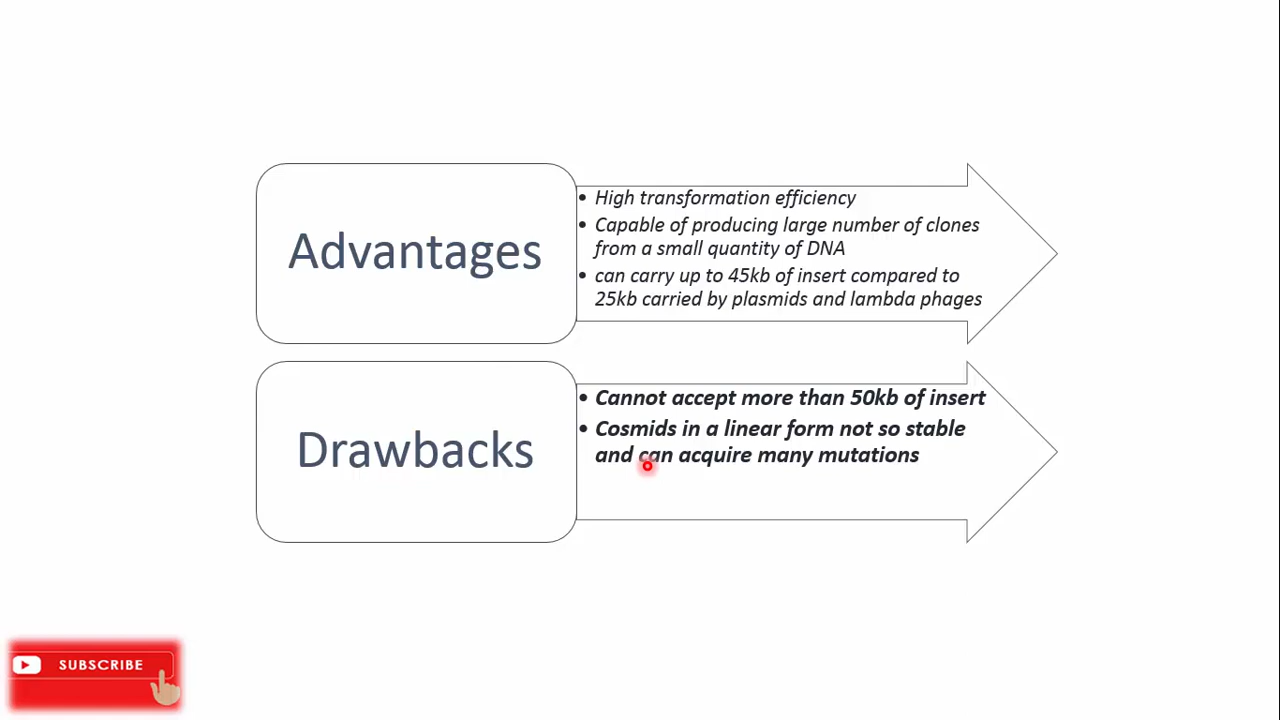 Advantages
• High transformation efficiency
• Capable of producing large number of clones
from a small quantity of DNA
• can carry up to 45kb of insert compared to
25kb carried by plasmids and lambda phages
Drawbacks
• Cannot accept more than 50kb of insert
• Cosmids in a linear form not so stable
and can acquire many mutations
SUBSCRIBE